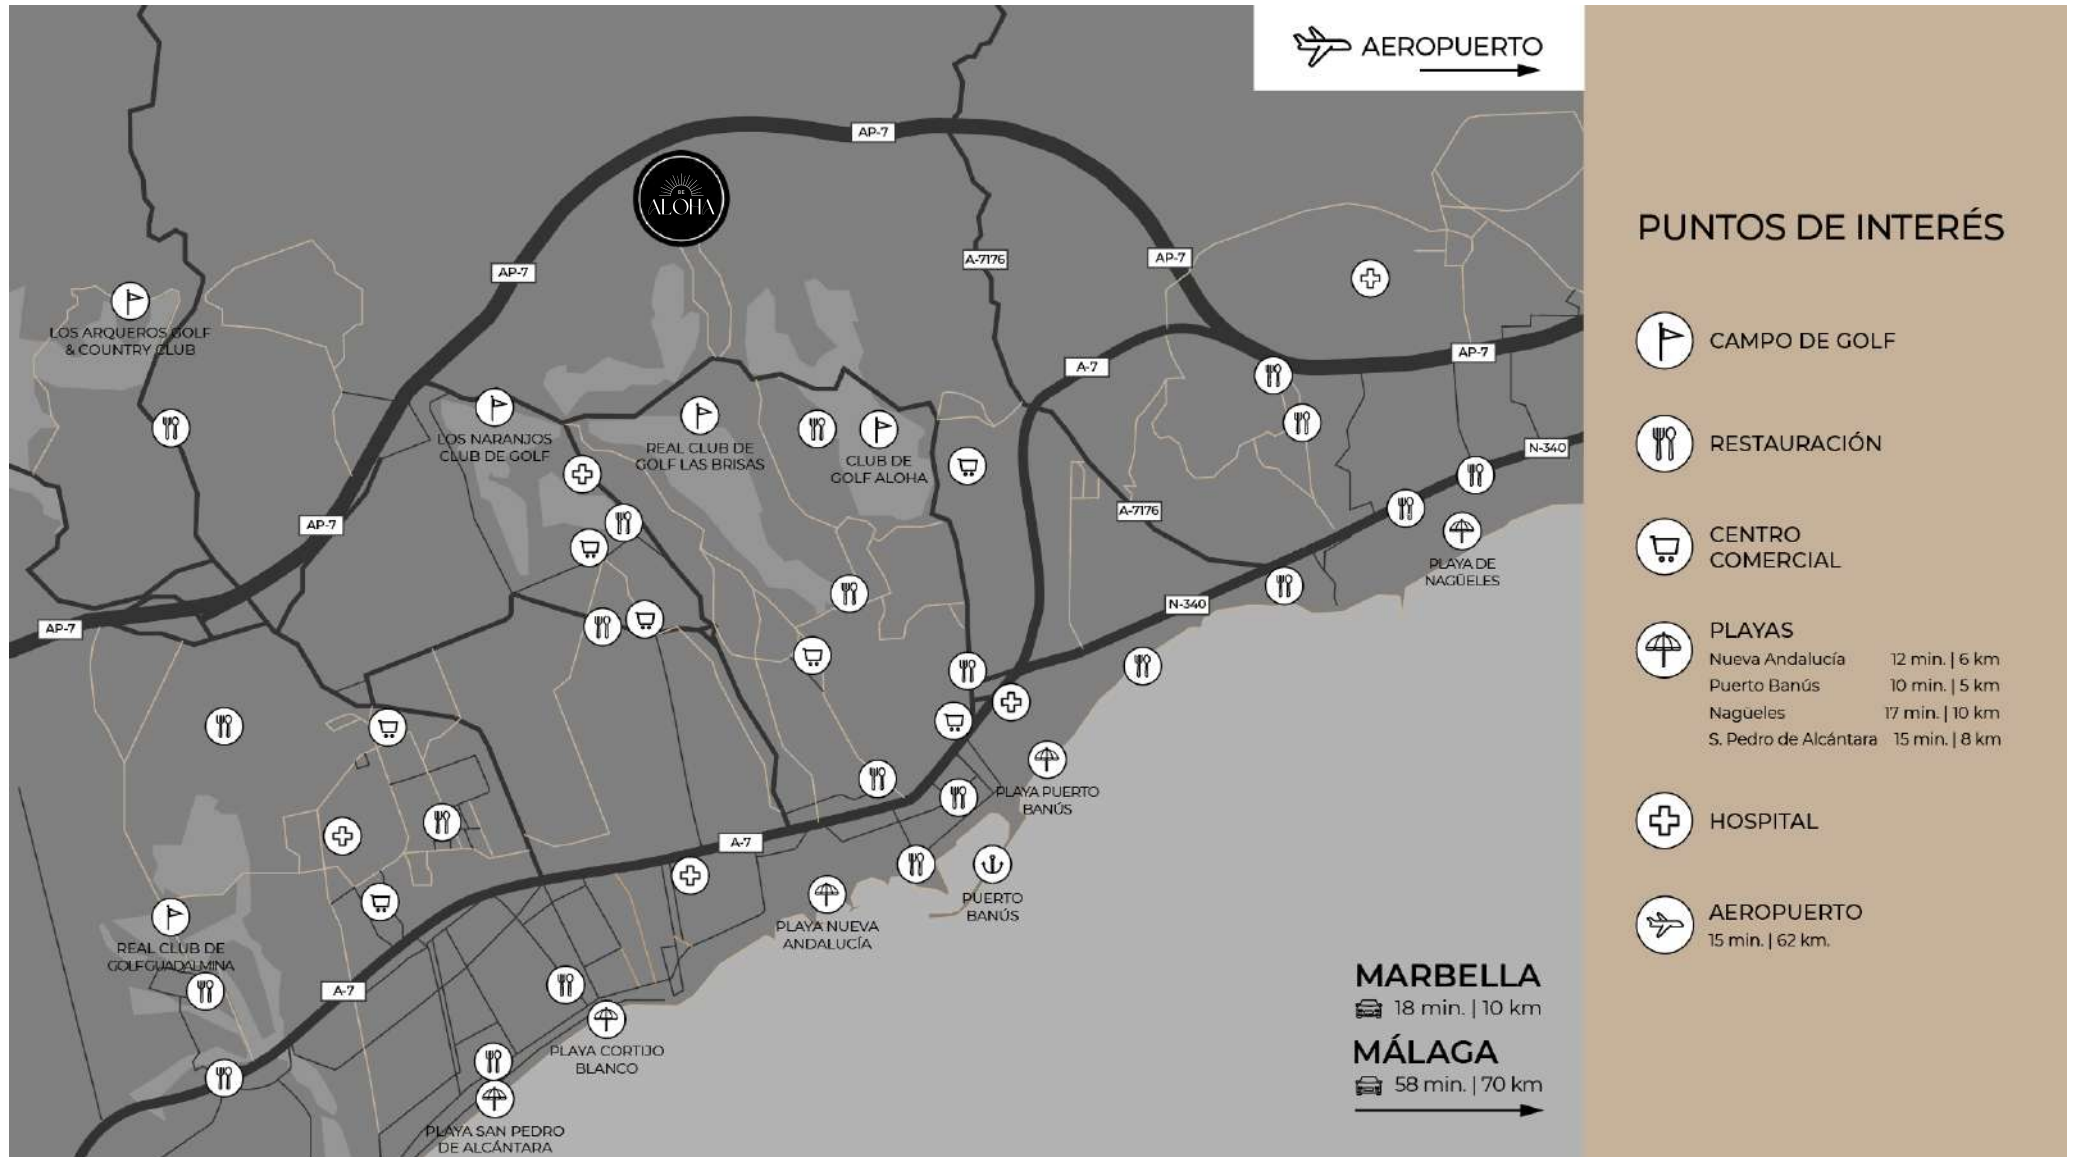 AEROPUERTO
AP-7
DE
ALOHA
A-7176
AP-7
AP-7
LOS ARQUEROS GOLF
& COUNTRY CLUB
AP-7
A-7
LOS NARANJOS
CLUB DE GOLF
REAL CLUB DE
GOLF LAS BRISAS
CLUB DE
GOLF ALOHA
N-340
A-7176
AP-7
PLAYA DE
NAGÜELES
N-340
AP-7
PLAYA PUERTO
BANÚS
A-7
PUERTO
BANÚS
PLAYA NUEVA
ANDALUCÍA
REAL CLUB DE
GOLF GUADALMINA
A-7
PLAYA CORTIJO
BLANCO
PLAYA SAN PEDRO
DE ALCÁNTARA
MARBELLA
18 min. | 10 km
MÁLAGA
58 min. | 70 km
PUNTOS DE INTERÉS
CAMPO DE GOLF
RESTAURACIÓN
CENTRO
COMERCIAL
PLAYAS
Nueva Andalucía 12 min. | 6 km
Puerto Banús 10 min. | 5 km
Nagüeles 17 min. | 10 km
S. Pedro de Alcántara 15 min. | 8 km
HOSPITAL
AEROPUERTO
15 min. | 62 km.